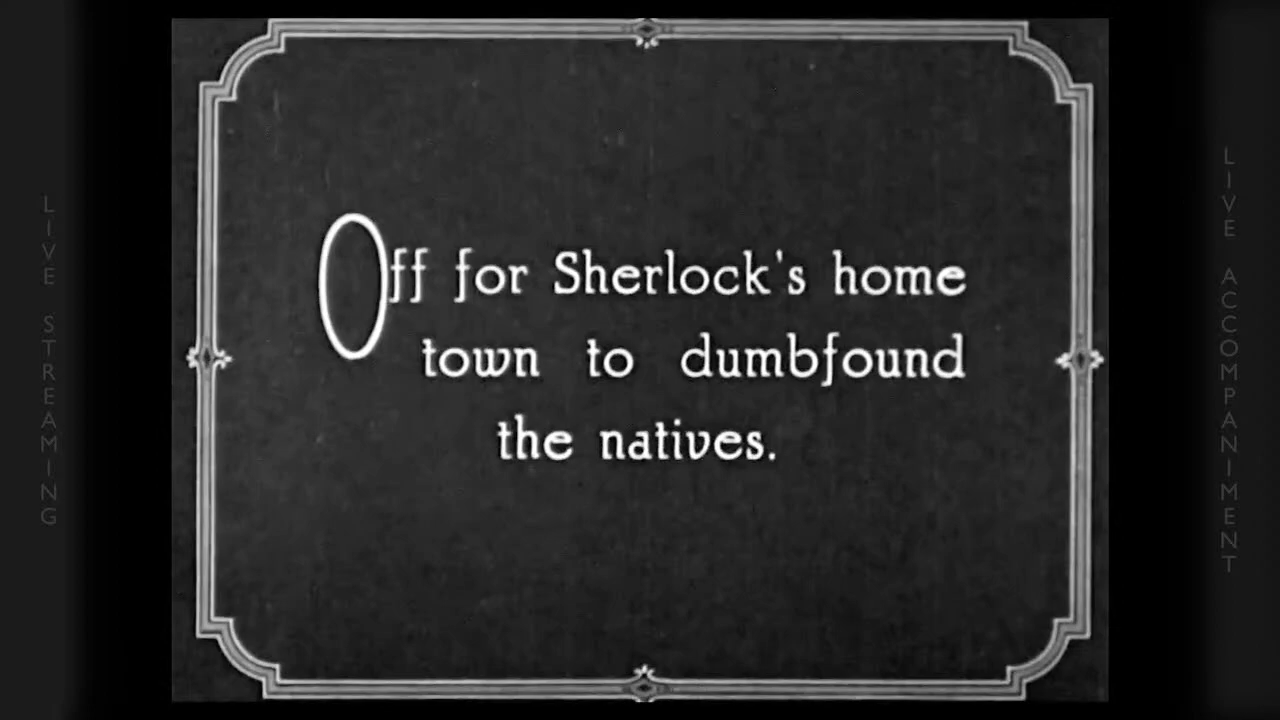 LIVE STREAMING
Off for Sherlock's home
town to dumbfound
the natives.
LIVE ACCOMPANIMENT